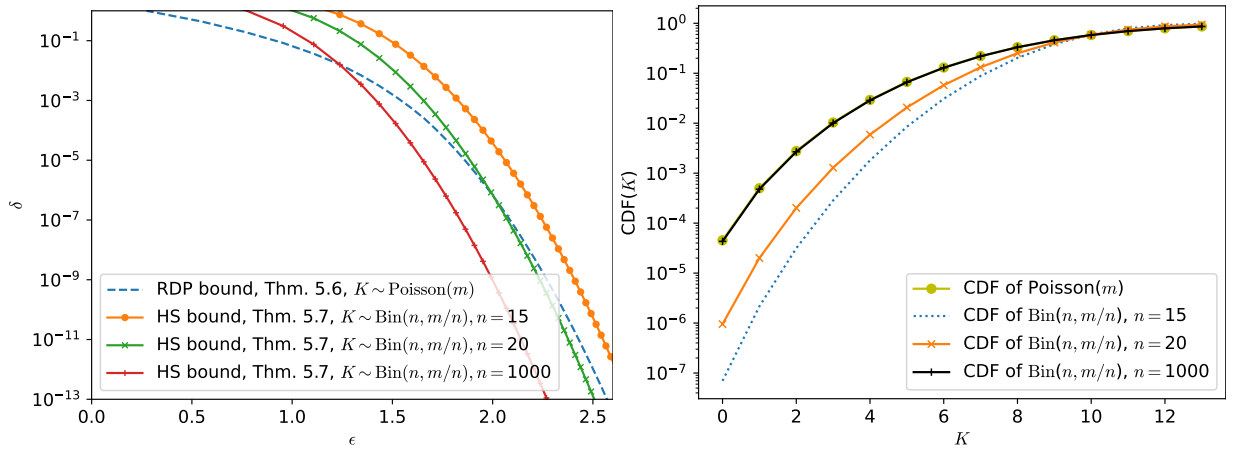 10⁻¹
10⁻³
10⁻⁵
10⁻⁷
10⁻⁹
10⁻¹¹
10⁻¹³
δ
0.0 0.5 1.0 1.5 2.0 2.5
ϵ
RDP bound, Thm. 5.6, K ∼ Poisson(m)
HS bound, Thm. 5.7, K ∼ Bin(n, m/n), n = 15
HS bound, Thm. 5.7, K ∼ Bin(n, m/n), n = 20
HS bound, Thm. 5.7, K ∼ Bin(n, m/n), n = 1000
10⁰
10⁻¹
10⁻²
10⁻³
10⁻⁴
10⁻⁵
10⁻⁶
10⁻⁷
CDF(K)
0 2 4 6 8 10 12
K
CDF of Poisson(m)
CDF of Bin(n, m/n), n = 15
CDF of Bin(n, m/n), n = 20
CDF of Bin(n, m/n), n = 1000